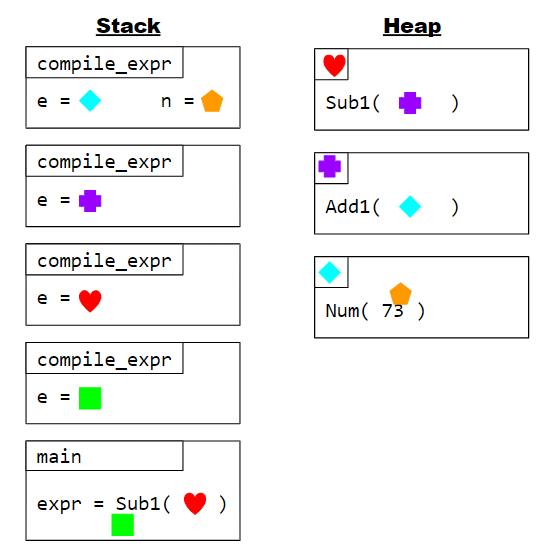 Stack
compile_expr
e = n =
compile_expr
e =
compile_expr
e =
compile_expr
e =
main
expr = Sub1( )
Heap
Sub1( )
Add1( )
Num( 73 )